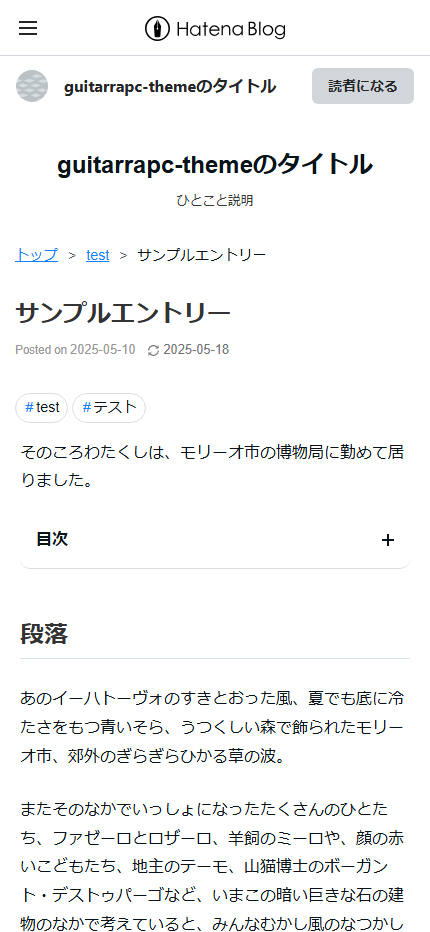 Hatena Blog
guitarrapc-themeのタイトル
読者になる
guitarrapc-themeのタイトル
ひとこと説明
トップ > test > サンプルエントリー
サンプルエントリー
Posted on 2025-05-10 2025-05-18
#test #テスト
そのころわたくしは、モリーオ市の博物局に勤めて居
りました。
目次
段落
あのイーハトーヴォのすきとおった風、夏でも底に冷
たさをもつ青いそら、うつくしい森で飾られたモリー
オ市、郊外のぎらぎらひかる草の波。
またそのなかでいっしょになったたくさんのひとた
ち、ファゼーロとロザーロ、羊飼のミーロや、顔の赤
いこどもたち、地主のテーモ、山猫博士のボーガン
ト・デストゥパーゴなど、いまこの暗い巨きな石の建
物のなかで考えていると、みんなむかし風のなつかし